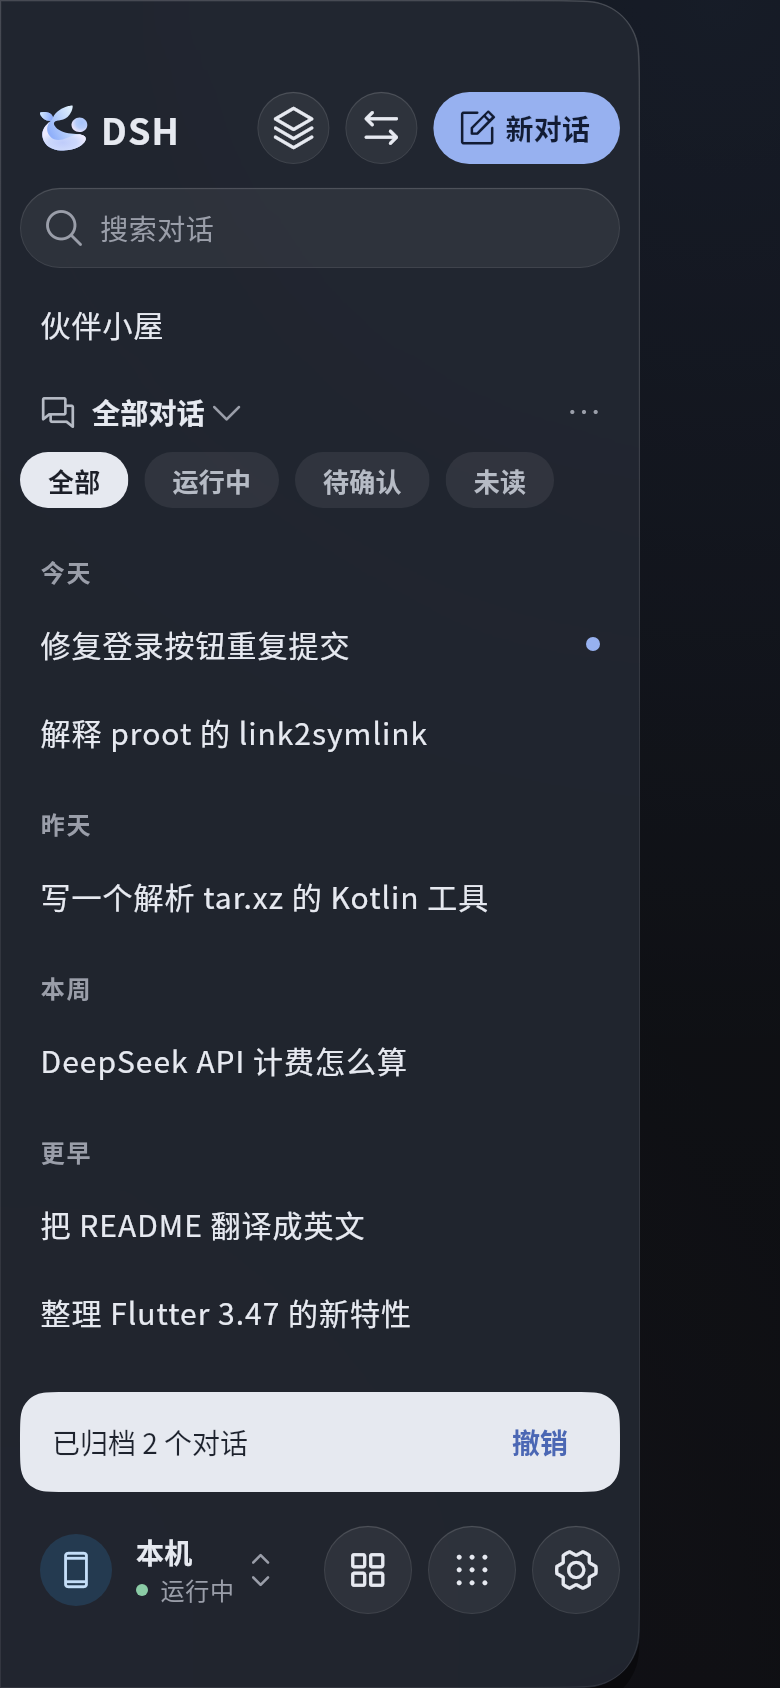 DSH
新对话
搜索对话
伙伴小屋
全部对话
全部 运行中 待确认 未读
今天
修复登录按钮重复提交
解释 proot 的 link2symlink
昨天
写一个解析 tar.xz 的 Kotlin 工具
本周
DeepSeek API 计费怎么算
更早
把 README 翻译成英文
整理 Flutter 3.47 的新特性
已归档 2 个对话 撤销
本机
运行中